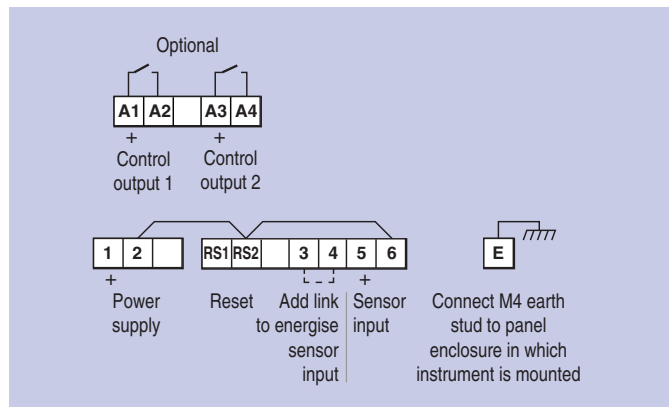 Optional
A1 A2 A3 A4
+ +
Control Control
output 1 output 2
1 2 RS1 RS2 3 4 5 6 E
+ +
Power Reset Add link Sensor Connect M4 earth
supply to energise input stud to panel
sensor enclosure in which
input instrument is mounted